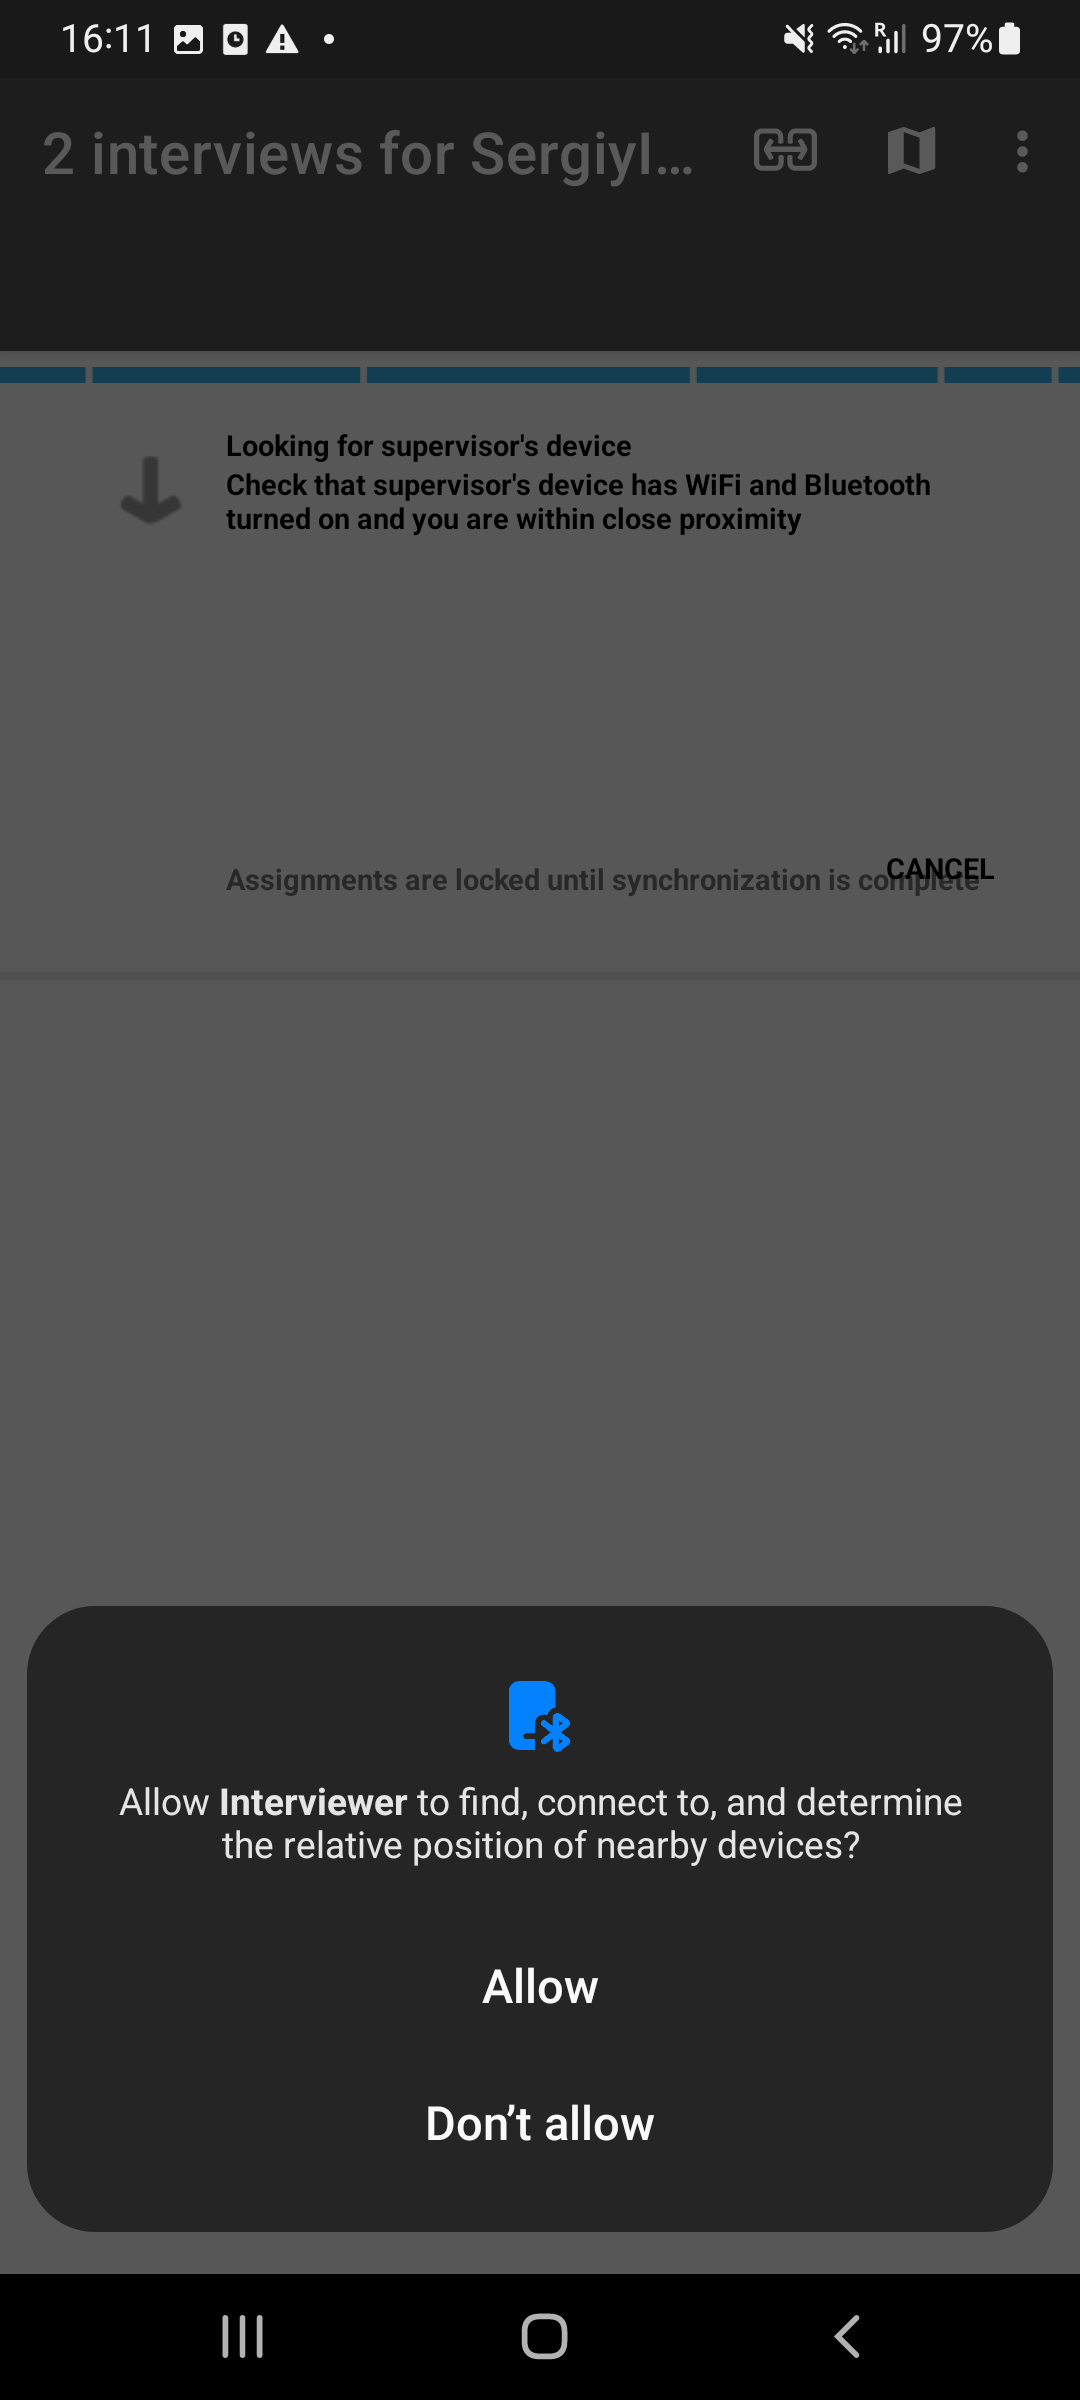 16:11
R
97%
2 interviews for SergiyI...
Looking for supervisor's device
Check that supervisor's device has WiFi and Bluetooth
turned on and you are within close proximity
CANCEL
Assignments are locked until synchronization is complete
Allow Interviewer to find, connect to, and determine
the relative position of nearby devices?
Allow
Don’t allow